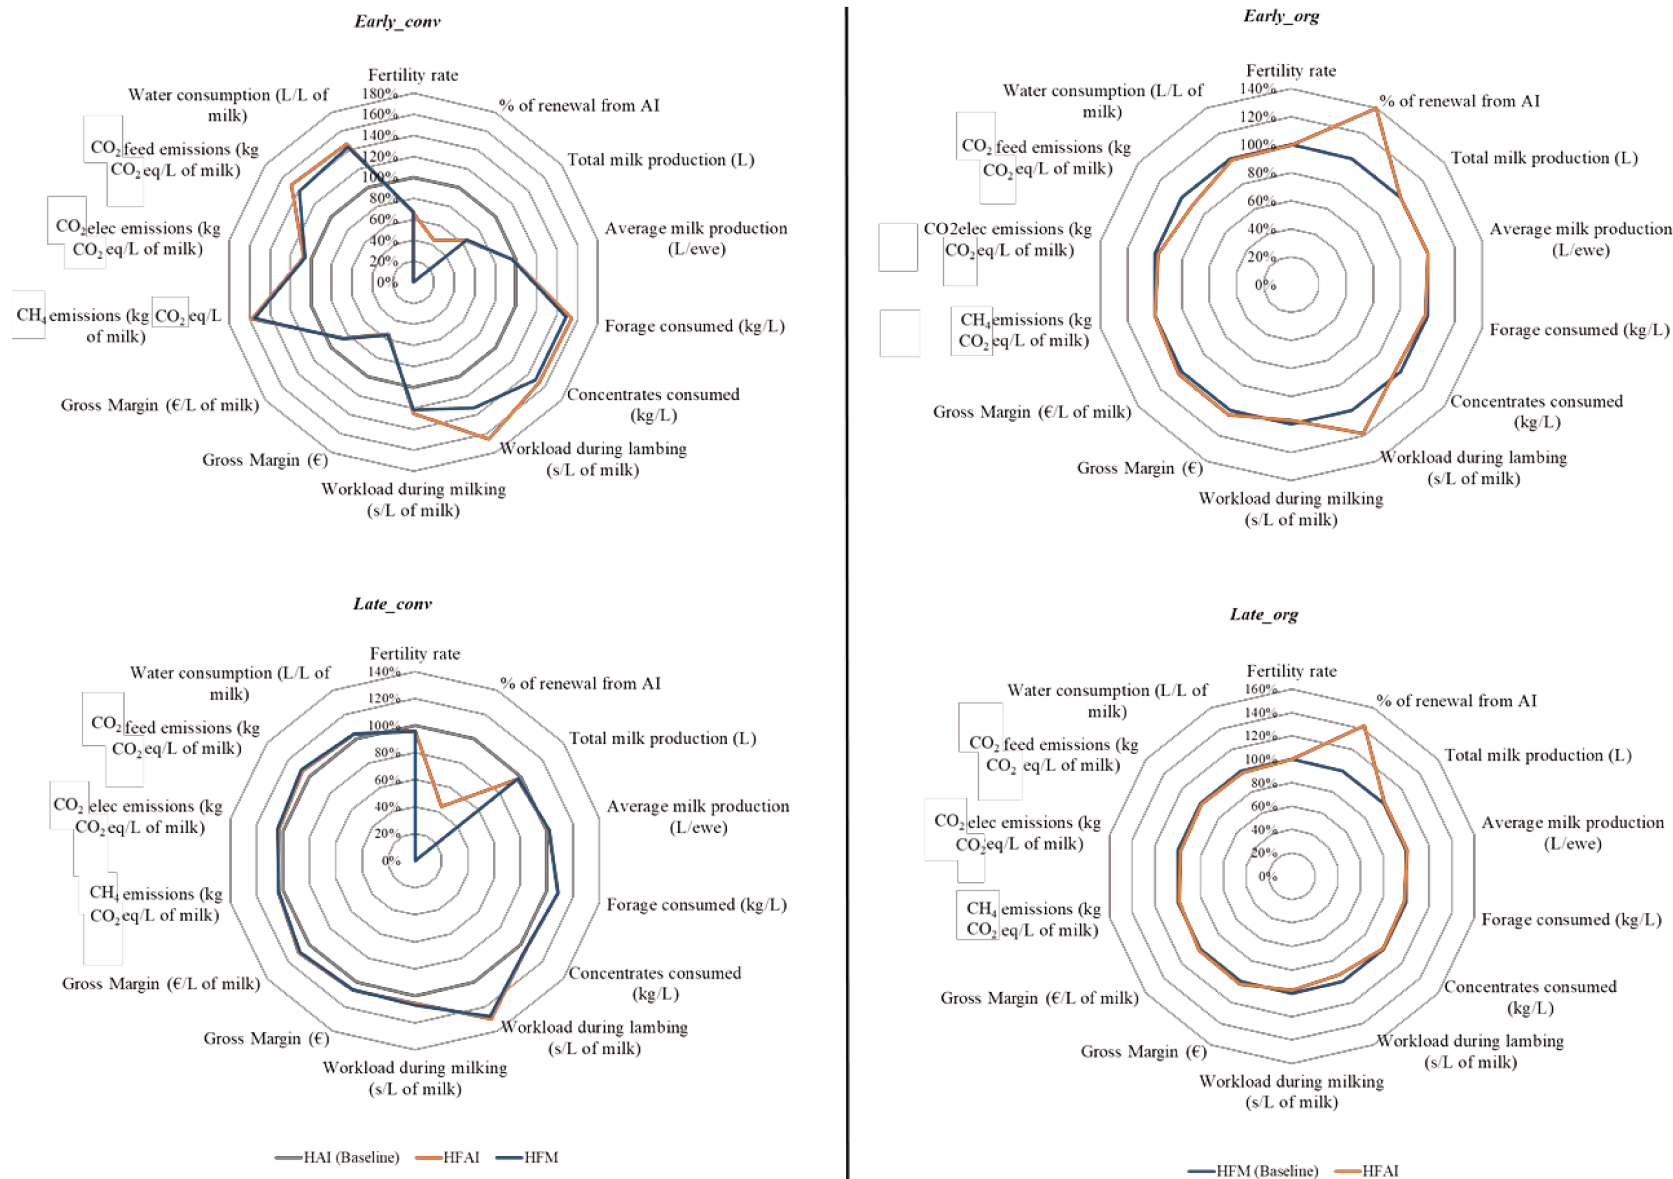 Early_conv
Fertility rate
180%
160%
140%
120%
100%
80%
60%
40%
20%
0%
% of renewal from AI
Total milk production (L)
Average milk production
(L/ewe)
Forage consumed (kg/L)
Concentrates consumed
(kg/L)
Workload during lambing
(s/L of milk)
Workload during milking
(s/L of milk)
Gross Margin (€)
Gross Margin (€/L of milk)
CH4 emissions (kg CO2 eq/L
of milk)
CO2 elec emissions (kg
CO2 eq/L of milk)
CO2 feed emissions (kg
CO2 eq/L of milk)
Water consumption (L/L of
milk)
Early_org
Fertility rate
140%
120%
100%
80%
60%
40%
20%
0%
% of renewal from AI
Total milk production (L)
Average milk production
(L/ewe)
Forage consumed (kg/L)
Concentrates consumed
(kg/L)
Workload during lambing
(s/L of milk)
Workload during milking
(s/L of milk)
Gross Margin (€)
Gross Margin (€/L of milk)
CH4 emissions (kg
CO2 eq/L of milk)
CO2elec emissions (kg
CO2 eq/L of milk)
CO2 feed emissions (kg
CO2 eq/L of milk)
Water consumption (L/L of
milk)
Late_conv
Fertility rate
140%
120%
100%
80%
60%
40%
20%
0%
% of renewal from AI
Total milk production (L)
Average milk production
(L/ewe)
Forage consumed (kg/L)
Concentrates consumed
(kg/L)
Workload during lambing
(s/L of milk)
Workload during milking
(s/L of milk)
Gross Margin (€)
Gross Margin (€/L of milk)
CH4 emissions (kg
CO2 eq/L of milk)
CO2 elec emissions (kg
CO2 eq/L of milk)
CO2 feed emissions (kg
CO2 eq/L of milk)
Water consumption (L/L of
milk)
HAI (Baseline)
HFAI
HFM
Late_org
Fertility rate
160%
140%
120%
100%
80%
60%
40%
20%
0%
% of renewal from AI
Total milk production (L)
Average milk production
(L/ewe)
Forage consumed (kg/L)
Concentrates consumed
(kg/L)
Workload during lambing
(s/L of milk)
Workload during milking
(s/L of milk)
Gross Margin (€)
Gross Margin (€/L of milk)
CH4 emissions (kg
CO2 eq/L of milk)
CO2 elec emissions (kg
CO2 eq/L of milk)
CO2 feed emissions (kg
CO2 eq/L of milk)
Water consumption (L/L of
milk)
HFM (Baseline)
HFAI